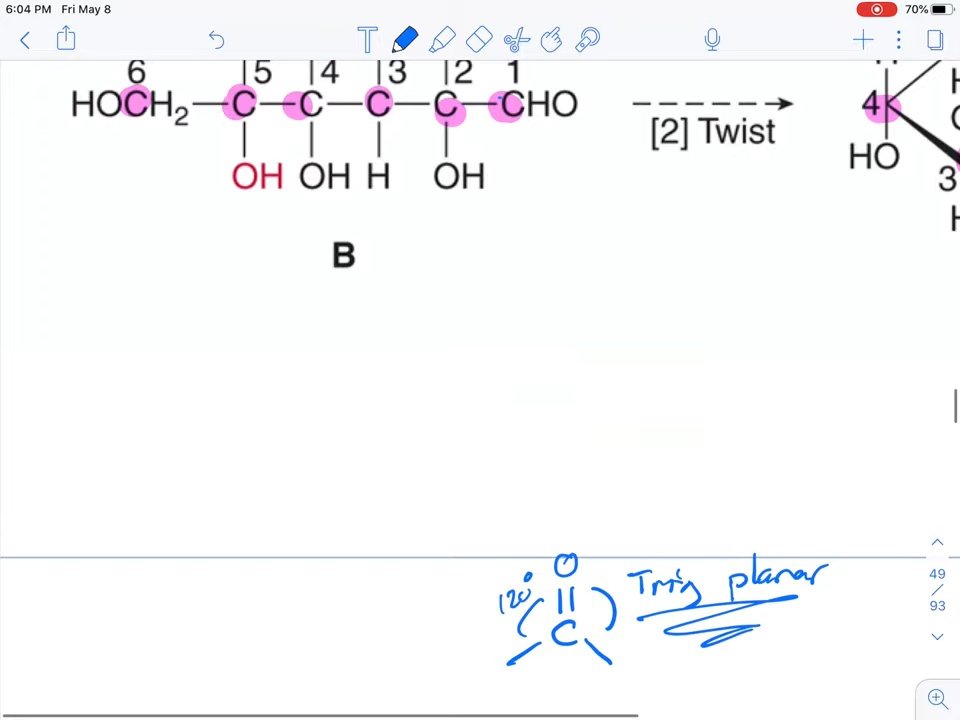 6:04 PM Fri May 8 70%
T
6 5 4 3 2 1
HOCH2—C—C—C—C—CHO
[2] Twist
4
HO
3
OH OH H OH
B
49
/
93
O
120°
C
Trig planar